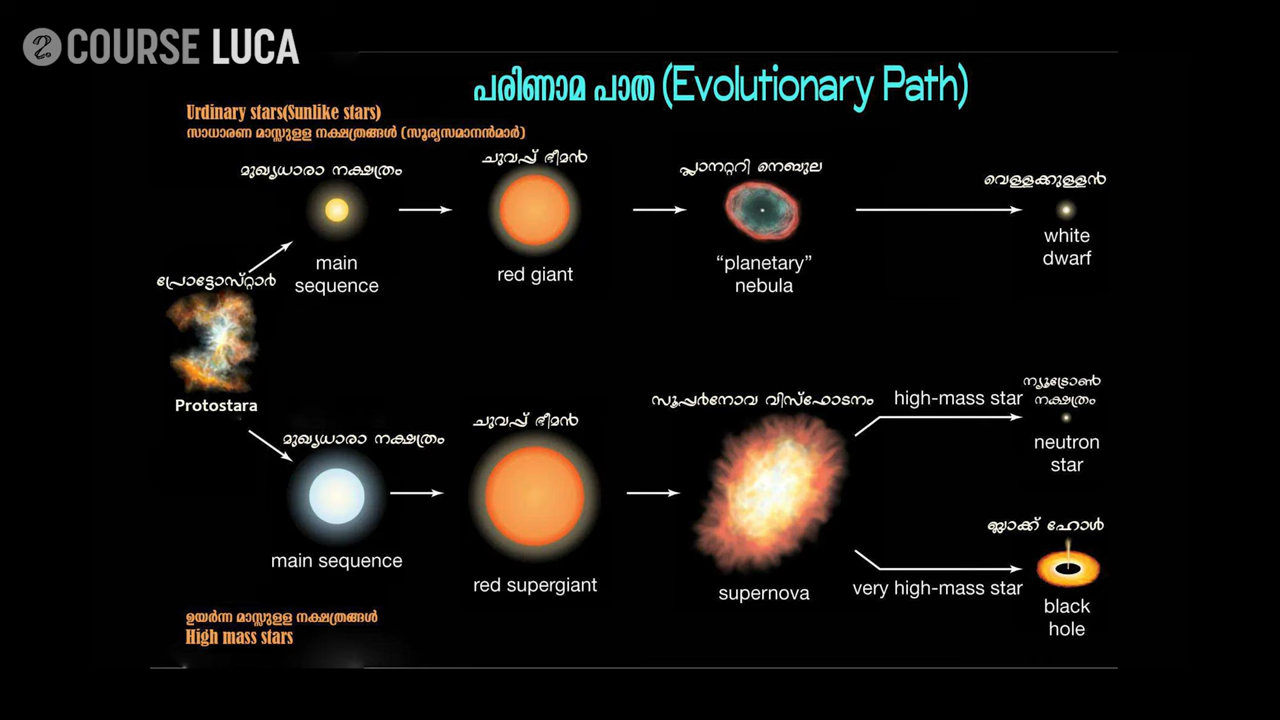 COURSE LUCA
പരിണാമ പാത (Evolutionary Path)
Urdinary stars(Sunlike stars)
സാധാരണ മാസ്സുളള നക്ഷത്രങ്ങൾ (സൂര്യസമാനൻമാർ)
മുഖ്യധാരാ നക്ഷത്രം
ചുവപ്പ് ഭീമൻ
പ്ലാനറ്ററി നെബുല
വെള്ളക്കുള്ളൻ
main
sequence
red giant
“planetary”
nebula
white
dwarf
പ്രോട്ടോസ്റ്റാർ
Protostara
മുഖ്യധാരാ നക്ഷത്രം
ചുവപ്പ് ഭീമൻ
സൂപ്പർനോവ വിസ്ഫോടനം
high-mass star
ന്യൂട്രോൺ
നക്ഷത്രം
neutron
star
main sequence
red supergiant
supernova
ബ്ലാക്ക് ഹോൾ
very high-mass star
black
hole
ഉയർന്ന മാസ്സുളള നക്ഷത്രങ്ങൾ
High mass stars